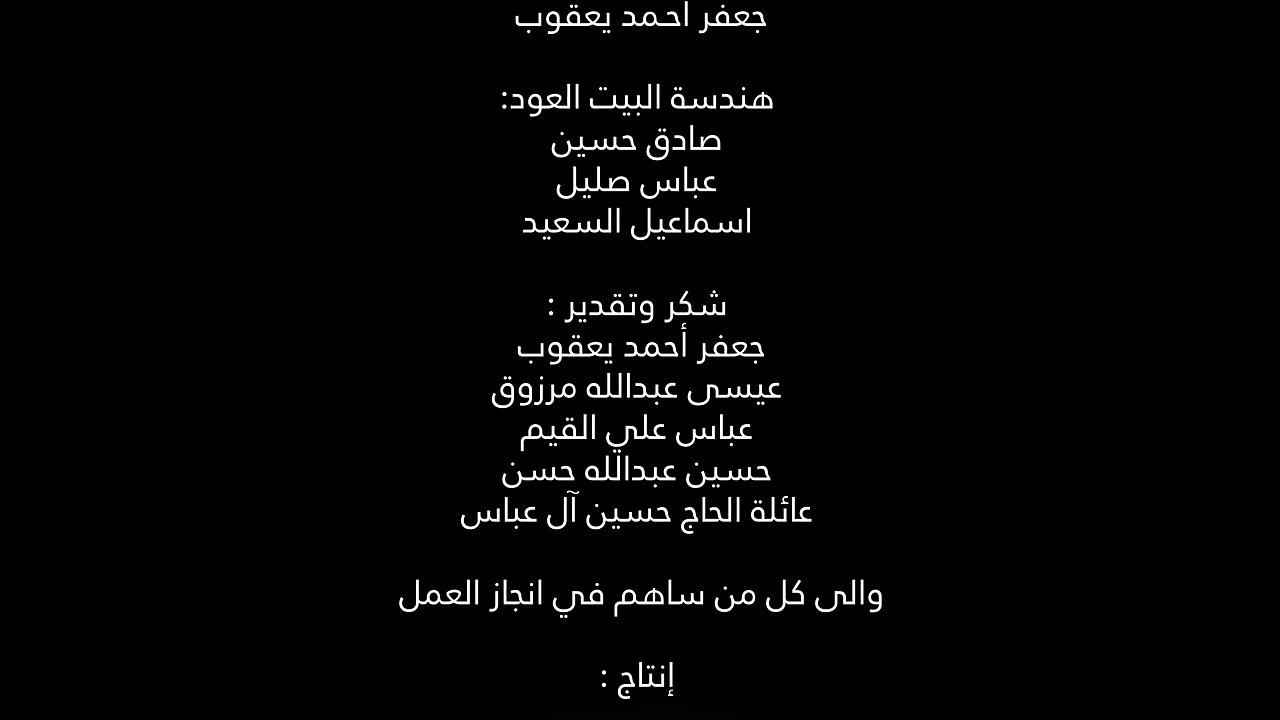 جعفر أحمد يعقوب
هندسة البيت العود:
صادق حسين
عباس صليل
اسماعيل السعيد
شكر وتقدير :
جعفر أحمد يعقوب
عيسى عبدالله مرزوق
عباس علي القيم
حسين عبدالله حسن
عائلة الحاج حسين آل عباس
والى كل من ساهم في انجاز العمل
إنتاج :